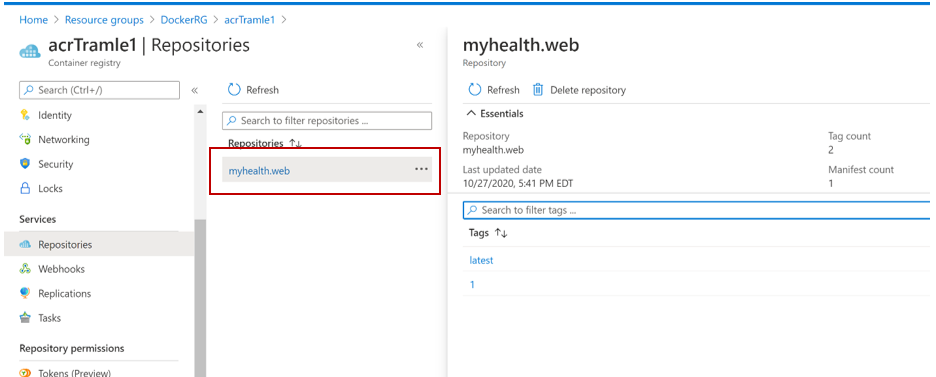 Home > Resource groups > DockerRG > acrTramle1 >
acrTramle1 | Repositories
Container registry
«
Search (Ctrl+/)
«
Identity
Networking
Security
Locks
Services
Repositories
Webhooks
Replications
Tasks
Repository permissions
Tokens (Preview)
Refresh
Search to filter repositories ...
Repositories ↑↓
myhealth.web ...
myhealth.web
Repository
Refresh Delete repository
Essentials
Repository Tag count
myhealth.web 2
Last updated date Manifest count
10/27/2020, 5:41 PM EDT 1
Search to filter tags ...
Tags ↑↓
latest
1